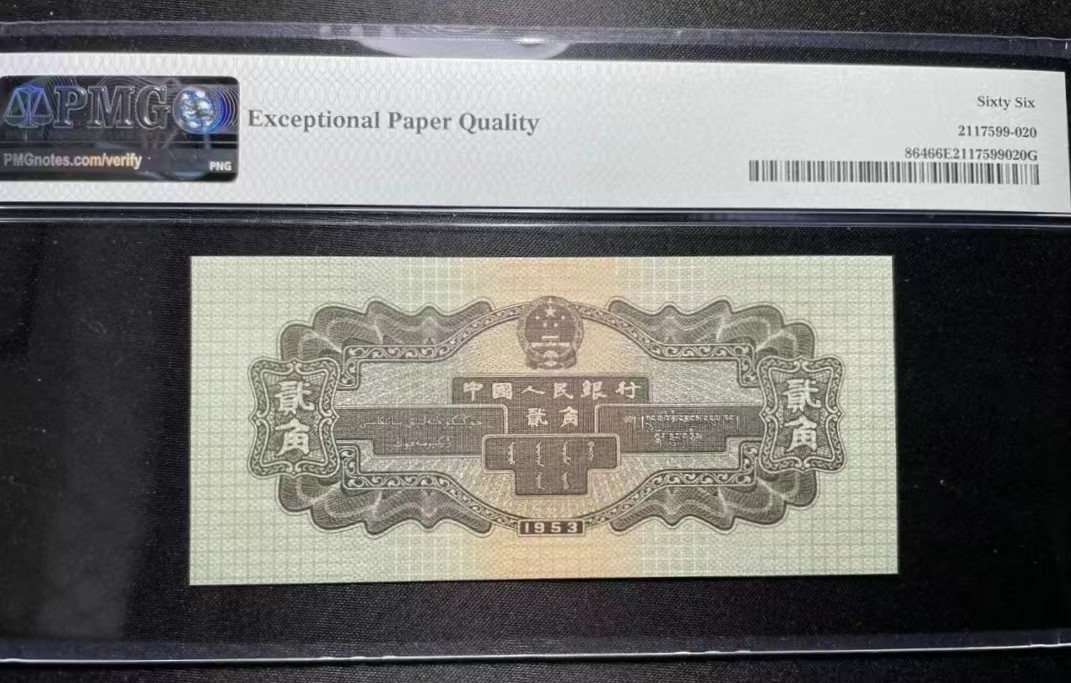 PMG
PMGnotes.com/verify
PNG
Exceptional Paper Quality
Sixty Six
2117599-020
86466E2117599020G
中國人民銀行
貳角
貳角
貳角
1953